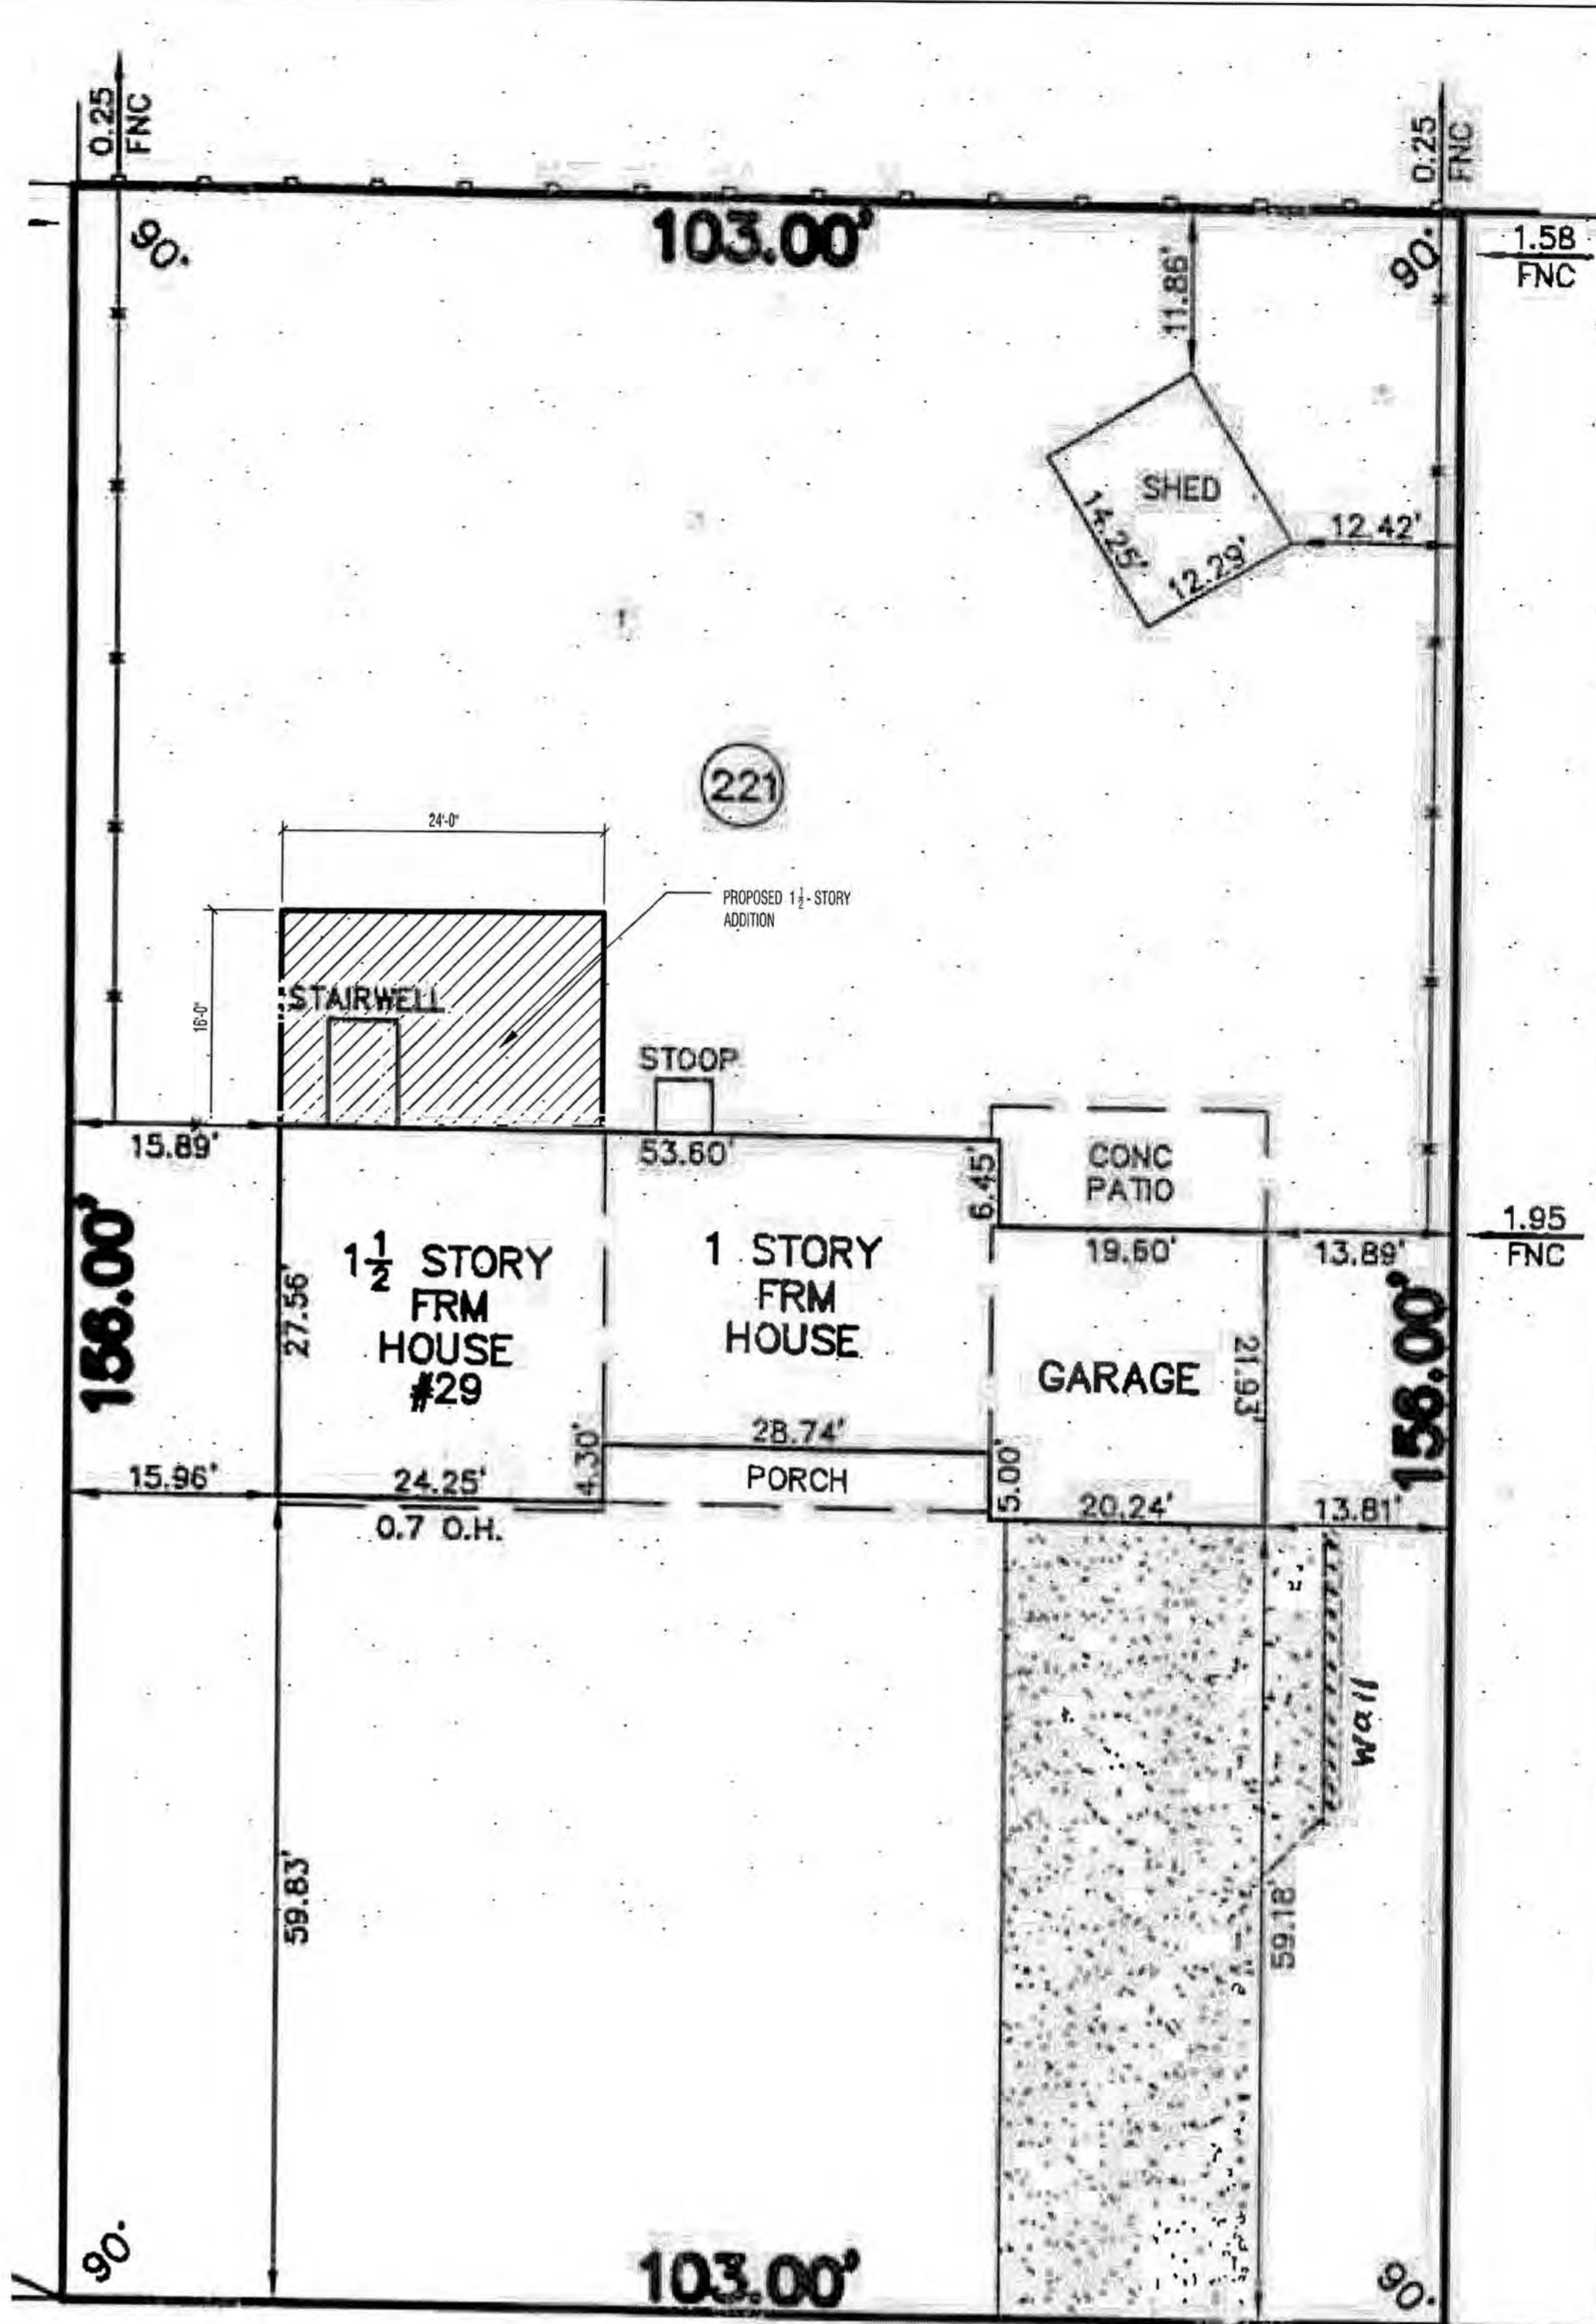 0.25
FNC
0.25
FNC
90.
103.00'
90.
1.58
FNC
11.86'
SHED
14.25'
12.29'
12.42'
221
24'-0"
PROPOSED 1½-STORY
ADDITION
16'-0"
STAIRWELL
STOOP
15.89'
53.60'
6.45'
CONC
PATIO
19.60'
13.89'
1.95
FNC
156.00'
27.56'
1½ STORY
FRM
HOUSE
#29
1 STORY
FRM
HOUSE
GARAGE
21.93'
156.00'
15.96'
24.25'
4.30'
28.74'
PORCH
5.00'
20.24'
13.81'
0.7 O.H.
Wall
59.83'
59.18'
90.
103.00'
90.